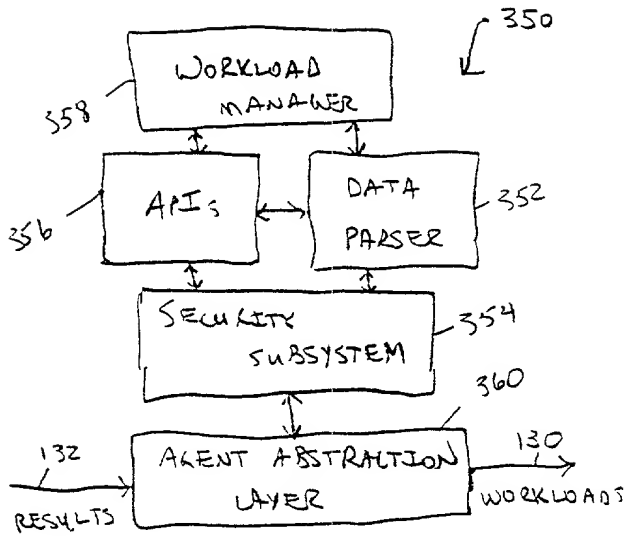 350
WORKLOAD
MANAGER
358
APIs
356
DATA
PARSER
352
SECURITY
SUBSYSTEM
354
360
132
AGENT ABSTRACTION
LAYER
130
RESULTS
WORKLOADS